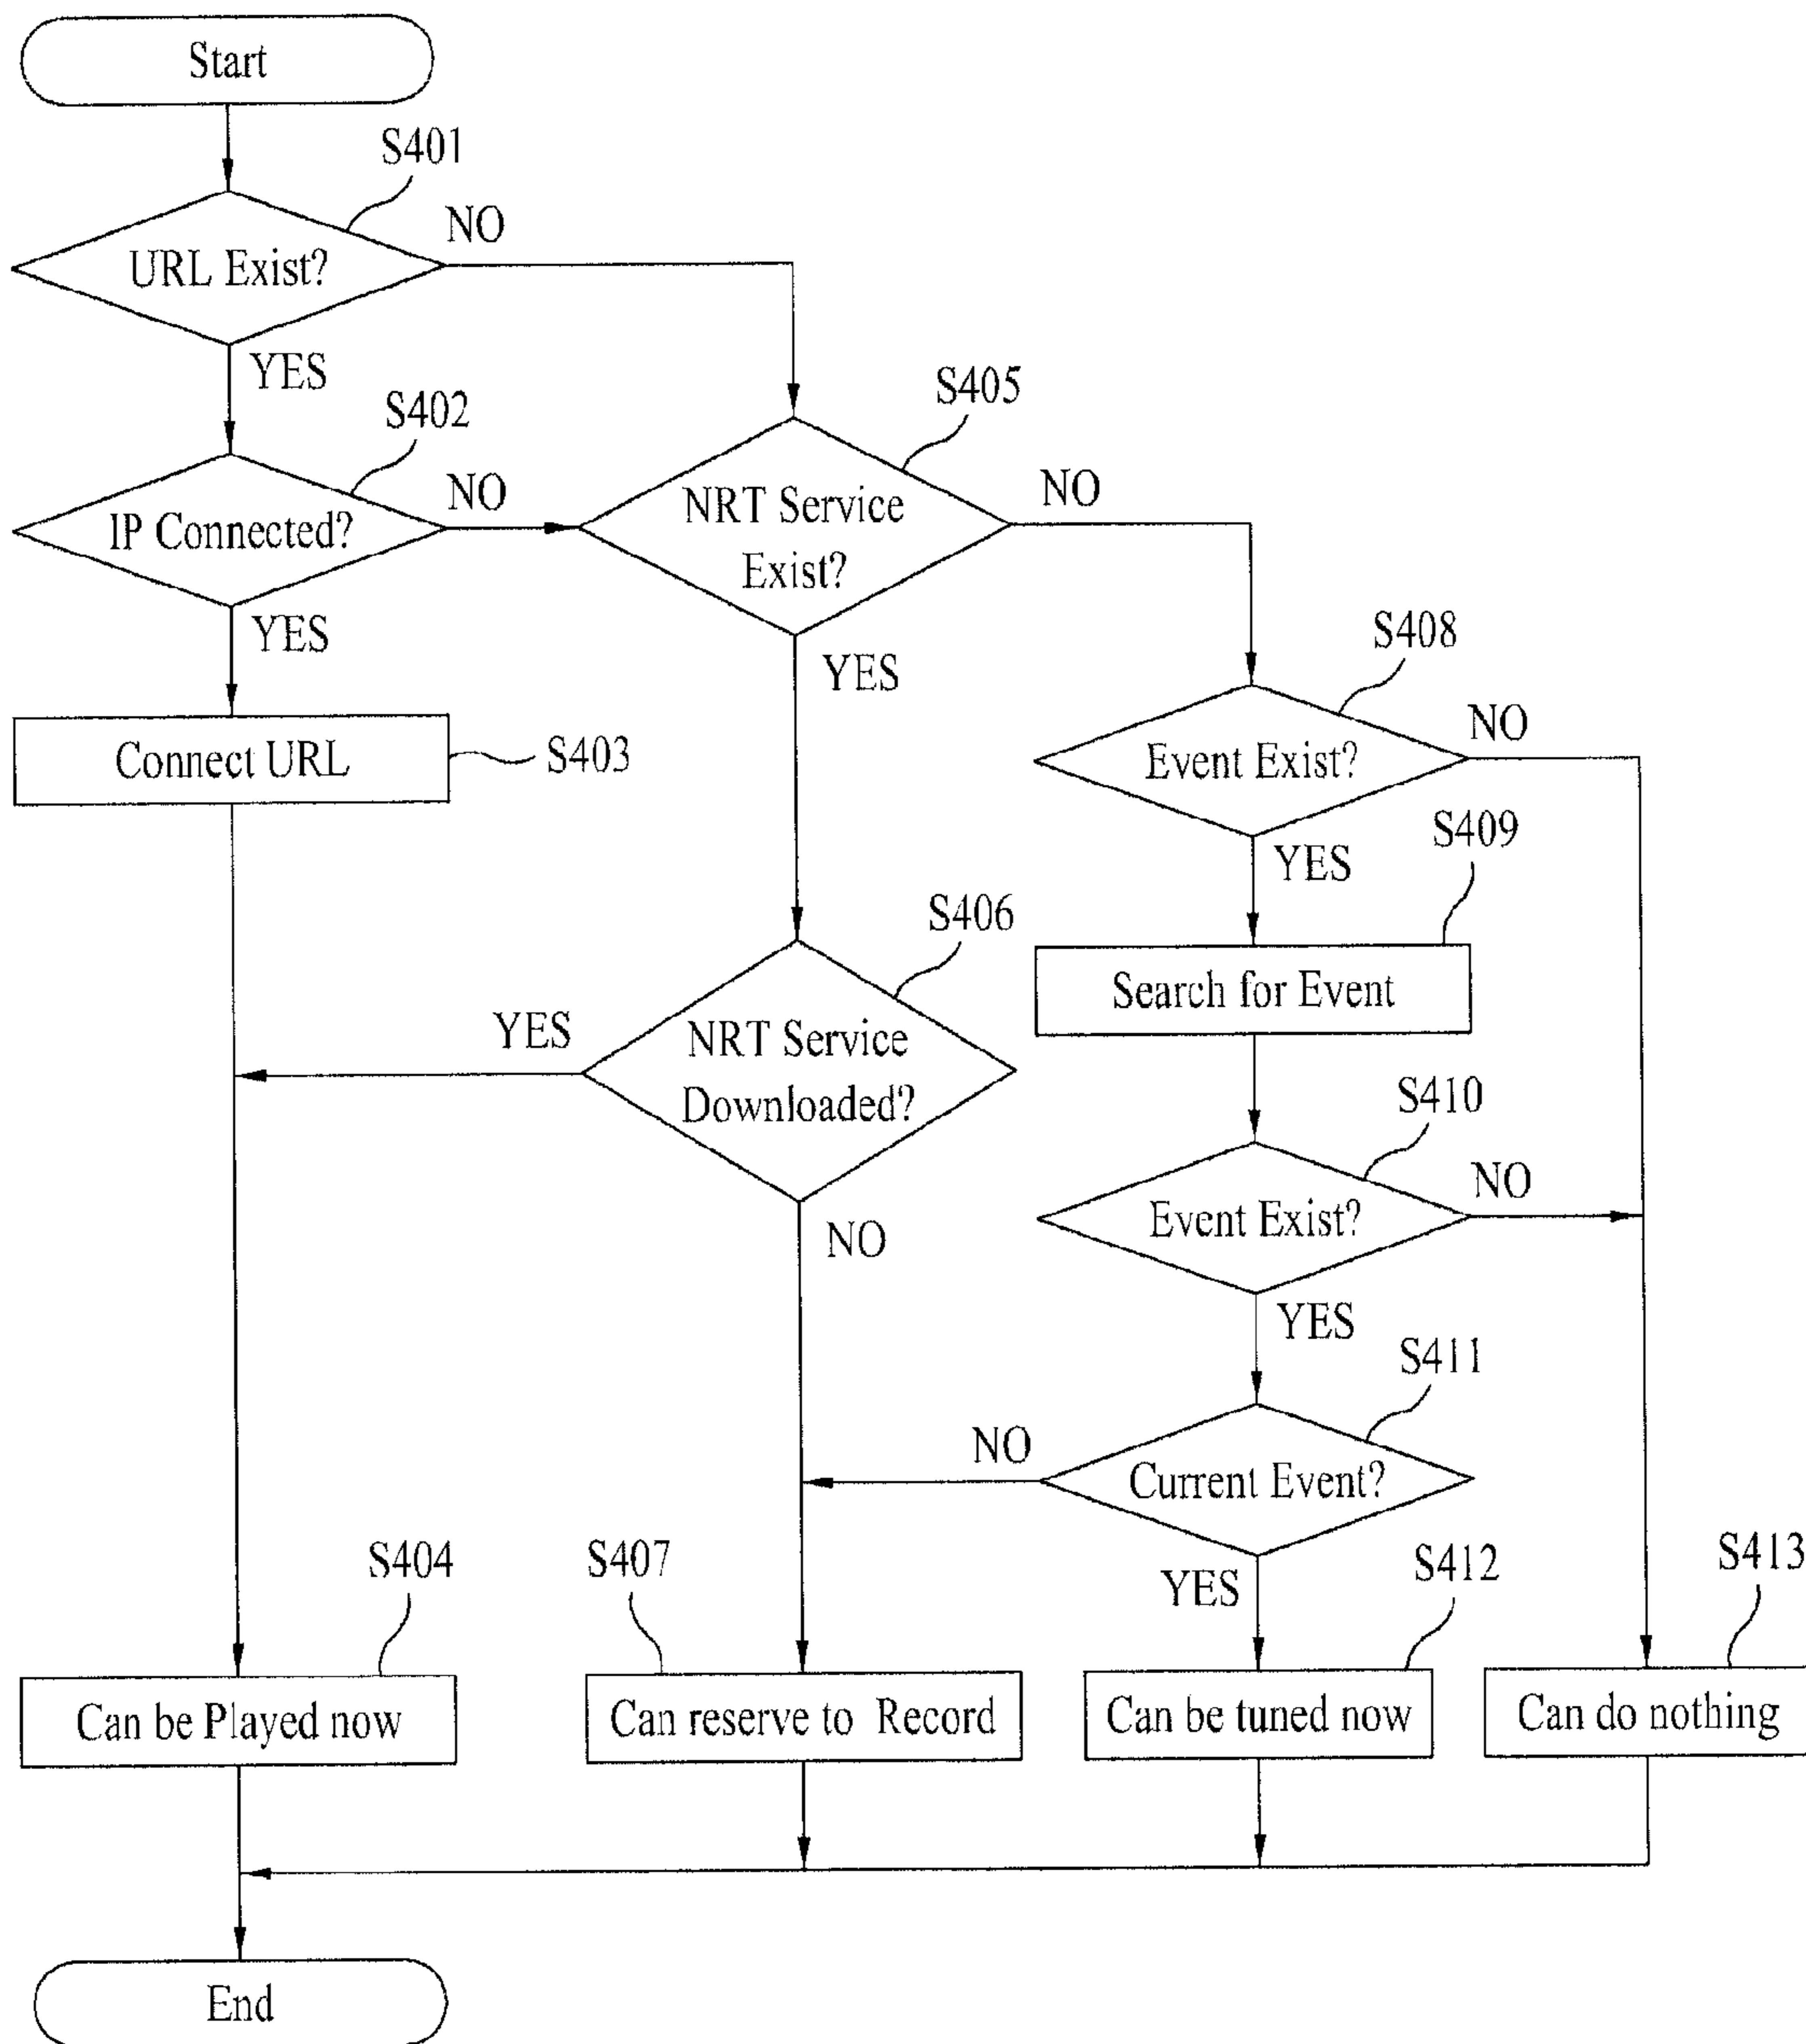 Start
S401
URL Exist?
NO
YES
S402
S405
IP Connected?
NO
NRT Service
Exist?
NO
YES
YES
S408
Connect URL
S403
Event Exist?
NO
S409
YES
S406
Search for Event
YES
NRT Service
Downloaded?
S410
NO
Event Exist?
NO
YES
S411
NO
Current Event?
S404
S407
YES
S412
S413
Can be Played now
Can reserve to Record
Can be tuned now
Can do nothing
End